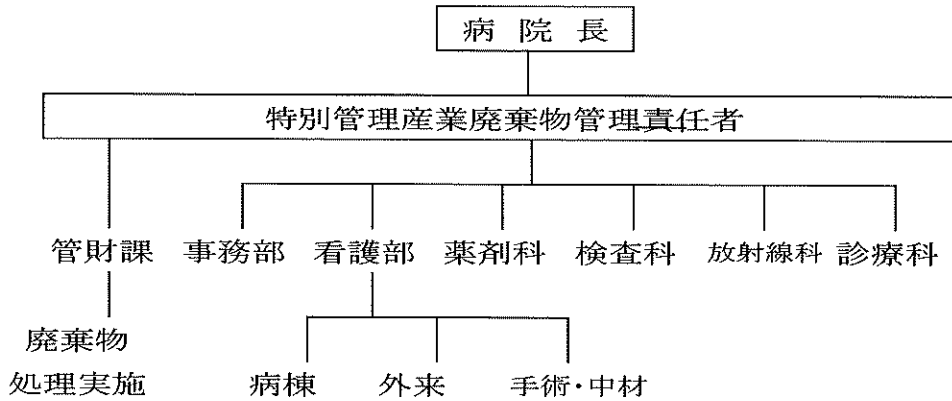 病院長
特別管理産業廃棄物管理責任者
管財課 事務部 看護部 薬剤科 検査科 放射線科 診療科
廃棄物
処理実施 病棟 外来 手術・中材